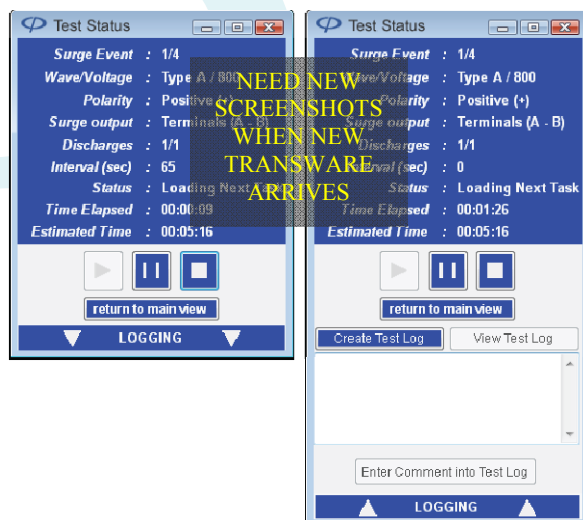 Test Status
Surge Event : 1/4
Wave/Voltage : Type A / 800
Polarity : Positive (+)
Surge output : Terminals (A - B)
Discharges : 1/1
Interval (sec) : 65
Status : Loading Next Task
Time Elapsed : 00:00:09
Estimated Time : 00:05:16
return to main view
LOGGING
NEED NEW
SCREENSHOTS
WHEN NEW
TRANSWARE
ARRIVES
Test Status
Surge Event : 1/4
Wave/Voltage : Type A / 800
Polarity : Positive (+)
Surge output : Terminals (A - B)
Discharges : 1/1
Interval (sec) : 0
Status : Loading Next Task
Time Elapsed : 00:01:26
Estimated Time : 00:05:16
return to main view
Create Test Log
View Test Log
Enter Comment into Test Log
LOGGING